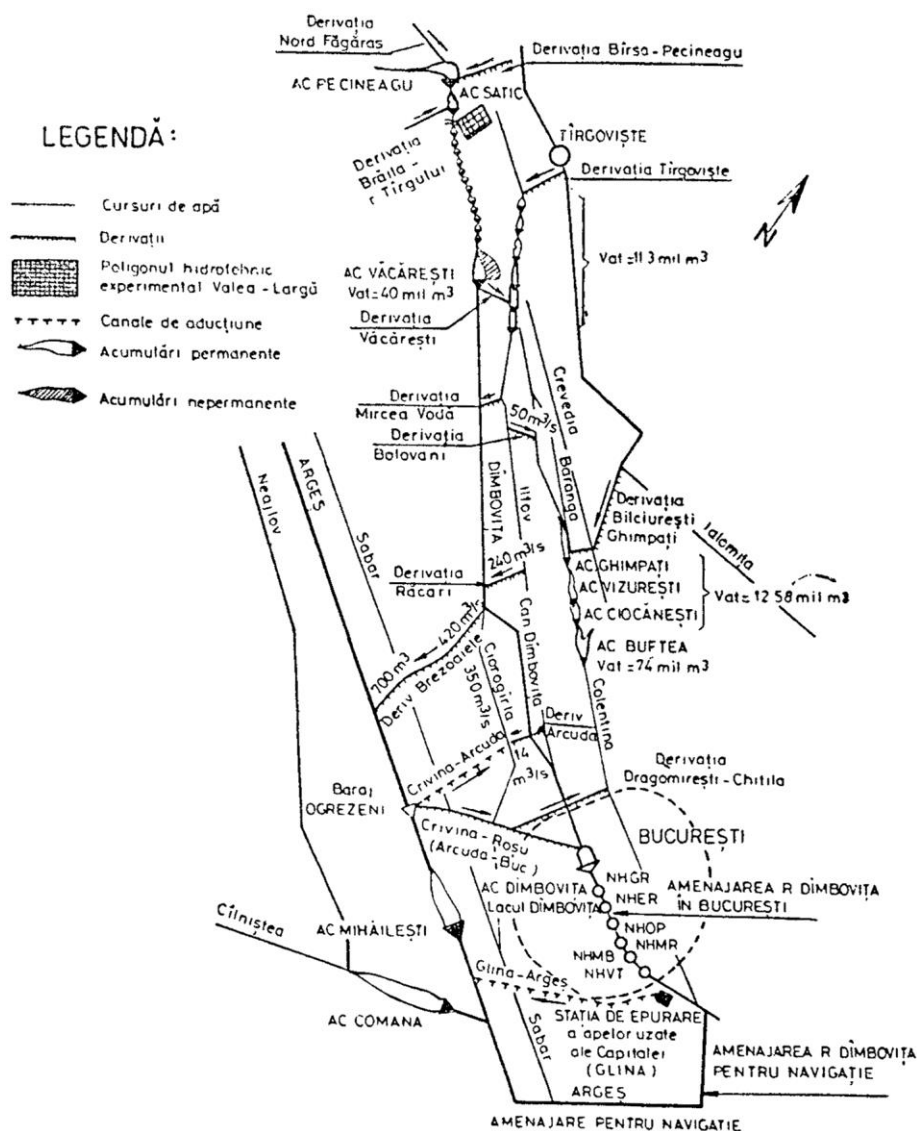 Derivația
Nord Făgăraș
Derivația Bîrsa-Pecineagu
AC PECINEAGU
AC SATIC
LEGENDĂ:
TÎRGOVIȘTE
Derivația
Brăila-
r Tîrgului
Derivația Tîrgoviște
Cursuri de apă
Derivații
Poligonul hidrotehnic
experimental Valea-Largă
Canale de aducțiune
Acumulări permanente
Acumulări nepermanente
Vat=11.3 mil m³
AC VĂCĂREȘTI
Vat=40 mil m³
Derivația
Văcărești
Derivația
Mircea Vodă
50 m³/s
Derivația
Bolovani
Crevedia
Băranga
Neajlov
ARGEȘ
Sabar
DÎMBOVIȚA
Ilfov
Derivația
Bilciurești
Ghimpați
Ialomița
240 m³/s
Derivația
Răcari
AC GHIMPAȚI
AC VIZUREȘTI
AC CIOCĂNEȘTI
Vat=12.58 mil m³
AC BUFTEA
Vat=74 mil m³
Can Dîmbovița
Colentina
700 m³
420 m³/s
Deriv Brezoaiele
Ciorogîrla
350 m³/s
Deriv
Arcuda
Crivina-Arcuda
14
m³/s
Derivația
Dragomirești-Chitila
Baraj
OGREZENI
Crivina-Roșu
(Arcuda-Buc)
BUCUREȘTI
NHGR
AC DÎMBOVIȚA
Lacul DÎMBOVIȚA
NHER
AMENAJAREA R DÎMBOVIȚA
ÎN BUCUREȘTI
NHOP
NHMR
NHMB
NHVT
Cîlniștea
AC MIHĂILEȘTI
Glina-Argeș
AC COMANA
Sabar
STAȚIA DE EPURARE
a apelor uzate
ale Capitalei
(GLINA)
AMENAJAREA R DÎMBOVIȚA
PENTRU NAVIGAȚIE
ARGEȘ
AMENAJARE PENTRU NAVIGAȚIE